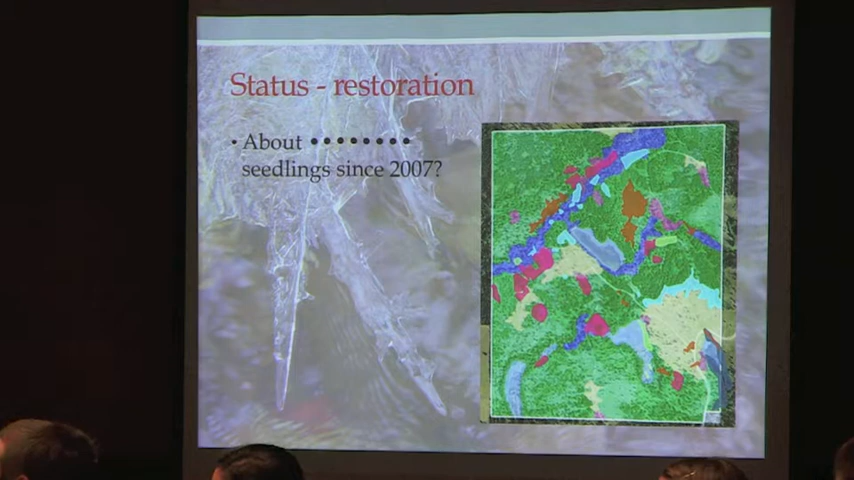 Status - restoration
• About ••••••••
seedlings since 2007?